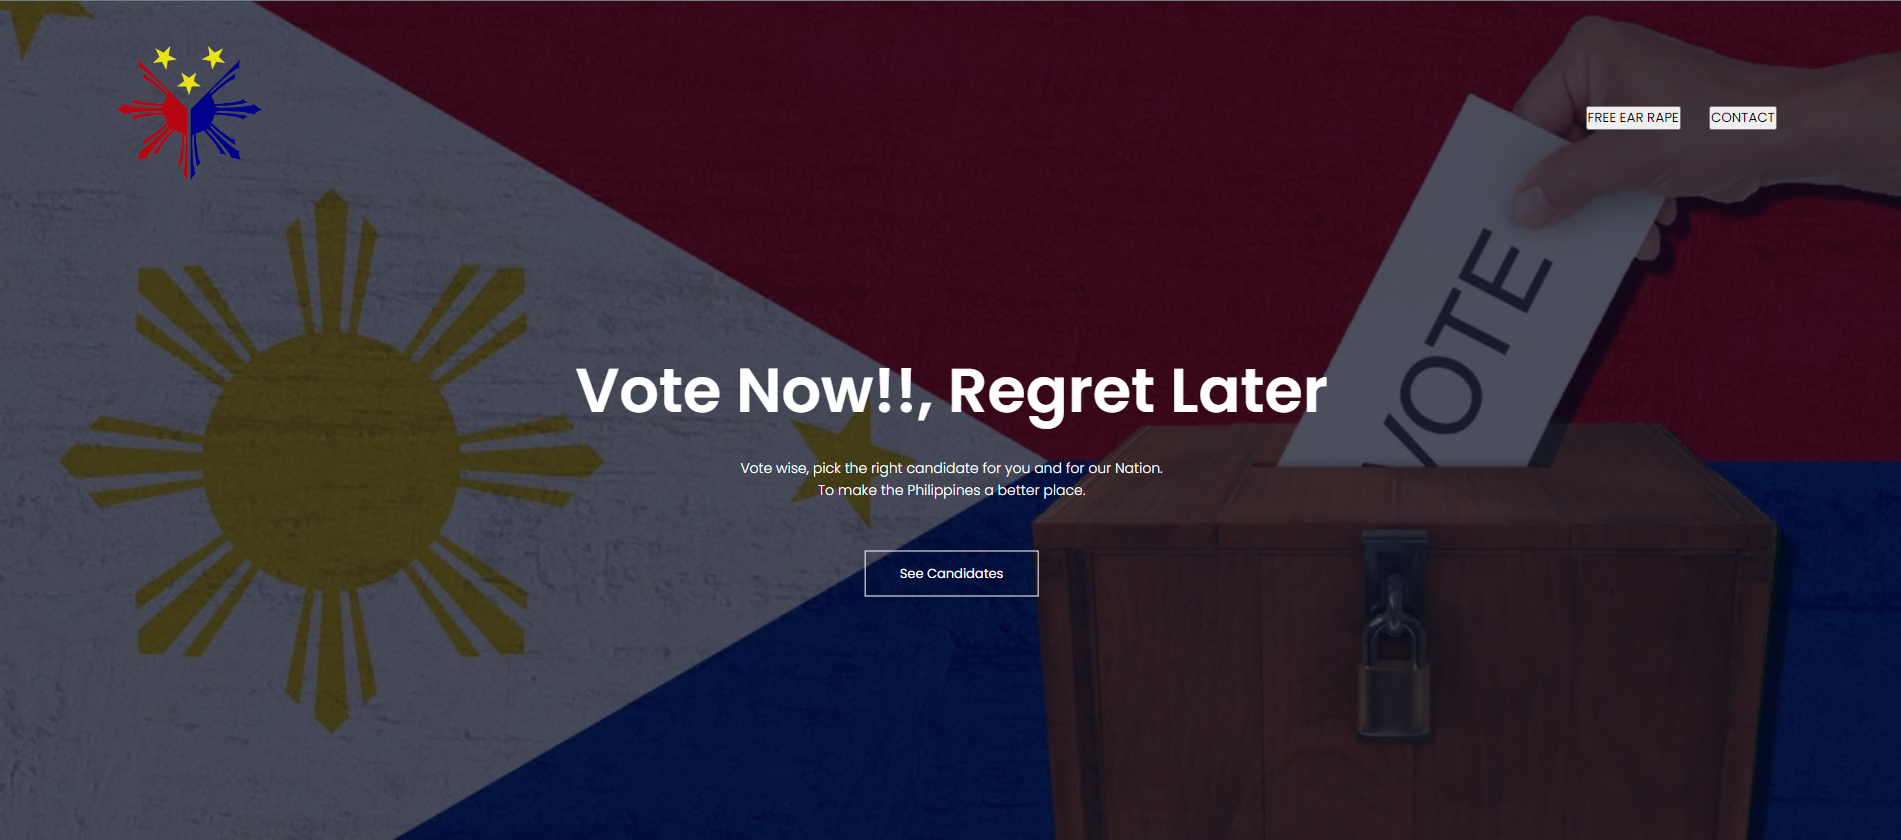 FREE EAR RAPE
CONTACT
VOTE
Vote Now!!, Regret Later
Vote wise, pick the right candidate for you and for our Nation.
To make the Philippines a better place.
See Candidates